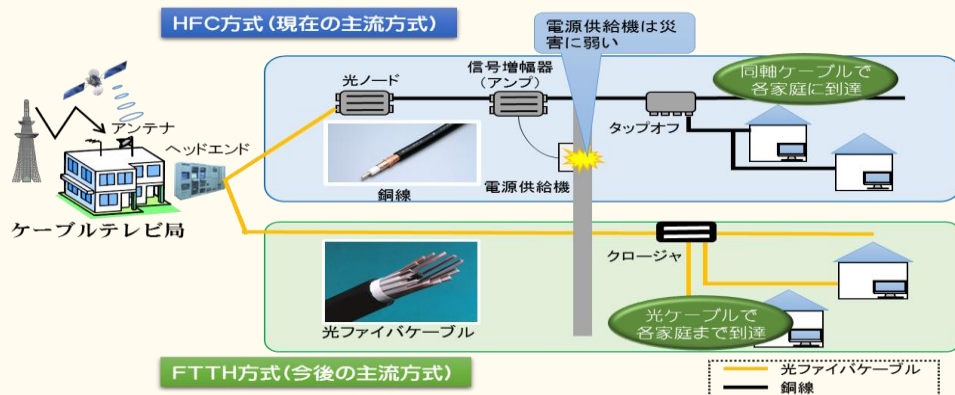 HFC方式(現在の主流方式)
電源供給機は災
害に弱い
光ノード
信号増幅器
(アンプ)
同軸ケーブルで
各家庭に到達
アンテナ
ヘッドエンド
タップオフ
銅線
電源供給機
ケーブルテレビ局
クロージャ
光ファイバケーブル
光ケーブルで
各家庭まで到達
FTTH方式(今後の主流方式)
光ファイバケーブル
銅線